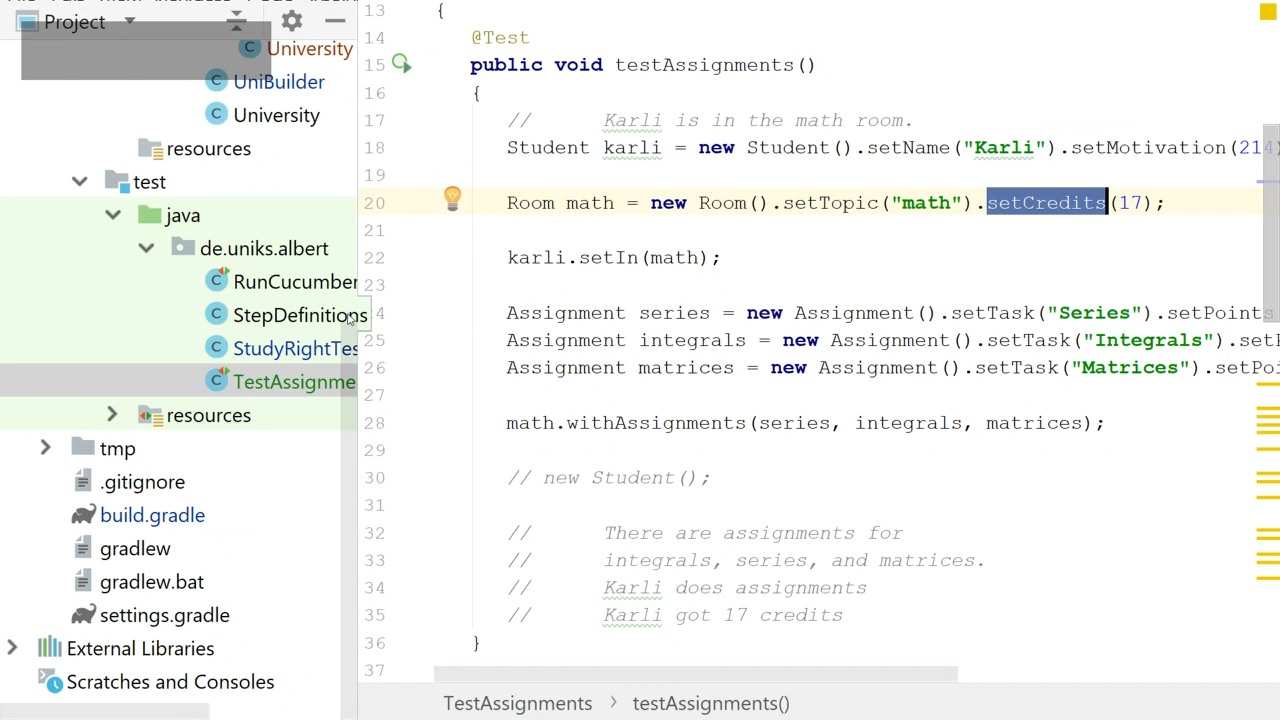 Project
University
UniBuilder
University
resources
test
java
de.uniks.albert
RunCucumber
StepDefinitions
StudyRightTes
TestAssignme
resources
tmp
.gitignore
build.gradle
gradlew
gradlew.bat
settings.gradle
External Libraries
Scratches and Consoles
13 {
14 @Test
15 public void testAssignments()
16 {
17 // Karli is in the math room.
18 Student karli = new Student().setName("Karli").setMotivation(214)
19
20 Room math = new Room().setTopic("math").setCredits(17);
21
22 karli.setIn(math);
23
4 Assignment series = new Assignment().setTask("Series").setPoints
25 Assignment integrals = new Assignment().setTask("Integrals").setP
26 Assignment matrices = new Assignment().setTask("Matrices").setPoi
27
28 math.withAssignments(series, integrals, matrices);
29
30 // new Student();
31
32 // There are assignments for
33 // integrals, series, and matrices.
34 // Karli does assignments
35 // Karli got 17 credits
36 }
37
TestAssignments > testAssignments()